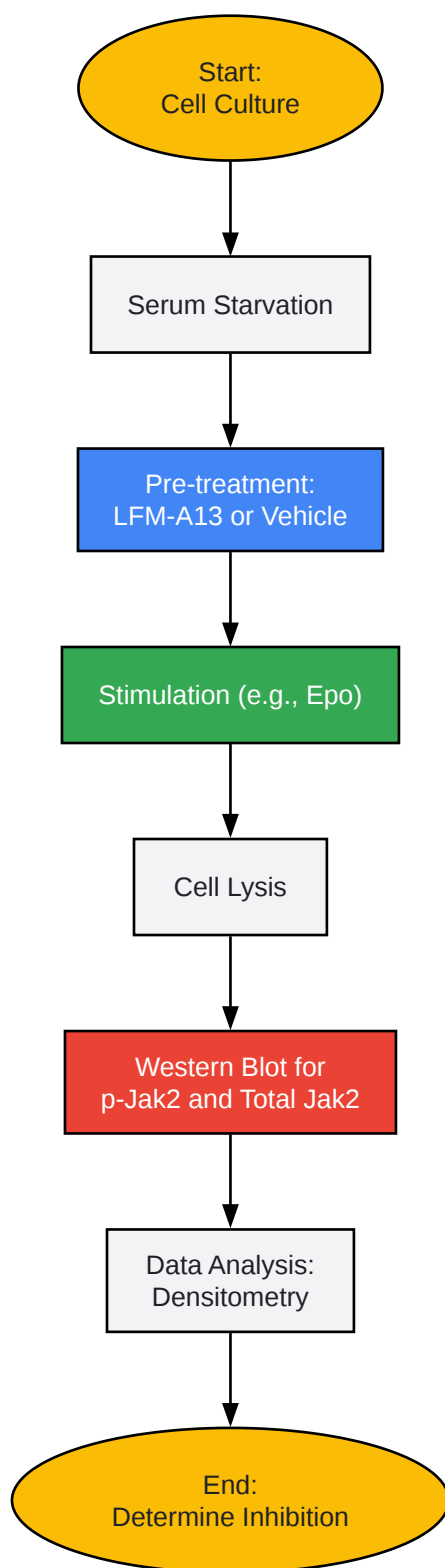 Start:
Cell Culture
Serum Starvation
Pre-treatment:
LFM-A13 or Vehicle
Stimulation (e.g., Epo)
Cell Lysis
Western Blot for
p-Jak2 and Total Jak2
Data Analysis:
Densitometry
End:
Determine Inhibition